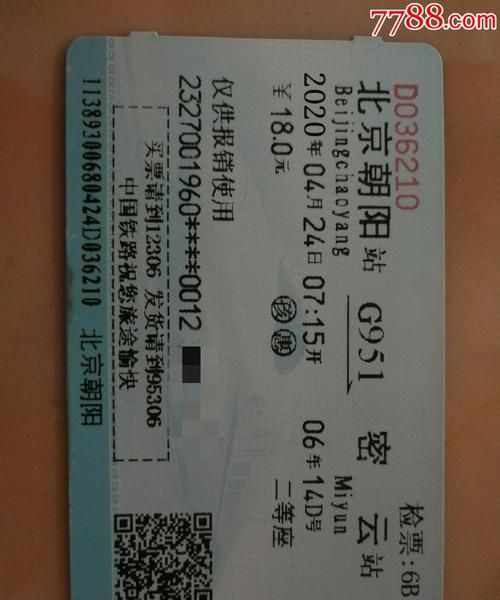 7788.com
D036210
检票:6B
北京朝阳站 G951 密云站
Beijingchaoyang Miyun
2020年04月24日 07:15开 06车14D号
￥18.0元 孩惠 二等座
仅供报销使用
2327001960****0012
买票请到12306 发货请到95306
中国铁路祝您旅途愉快
11389300680424D036210 北京朝阳